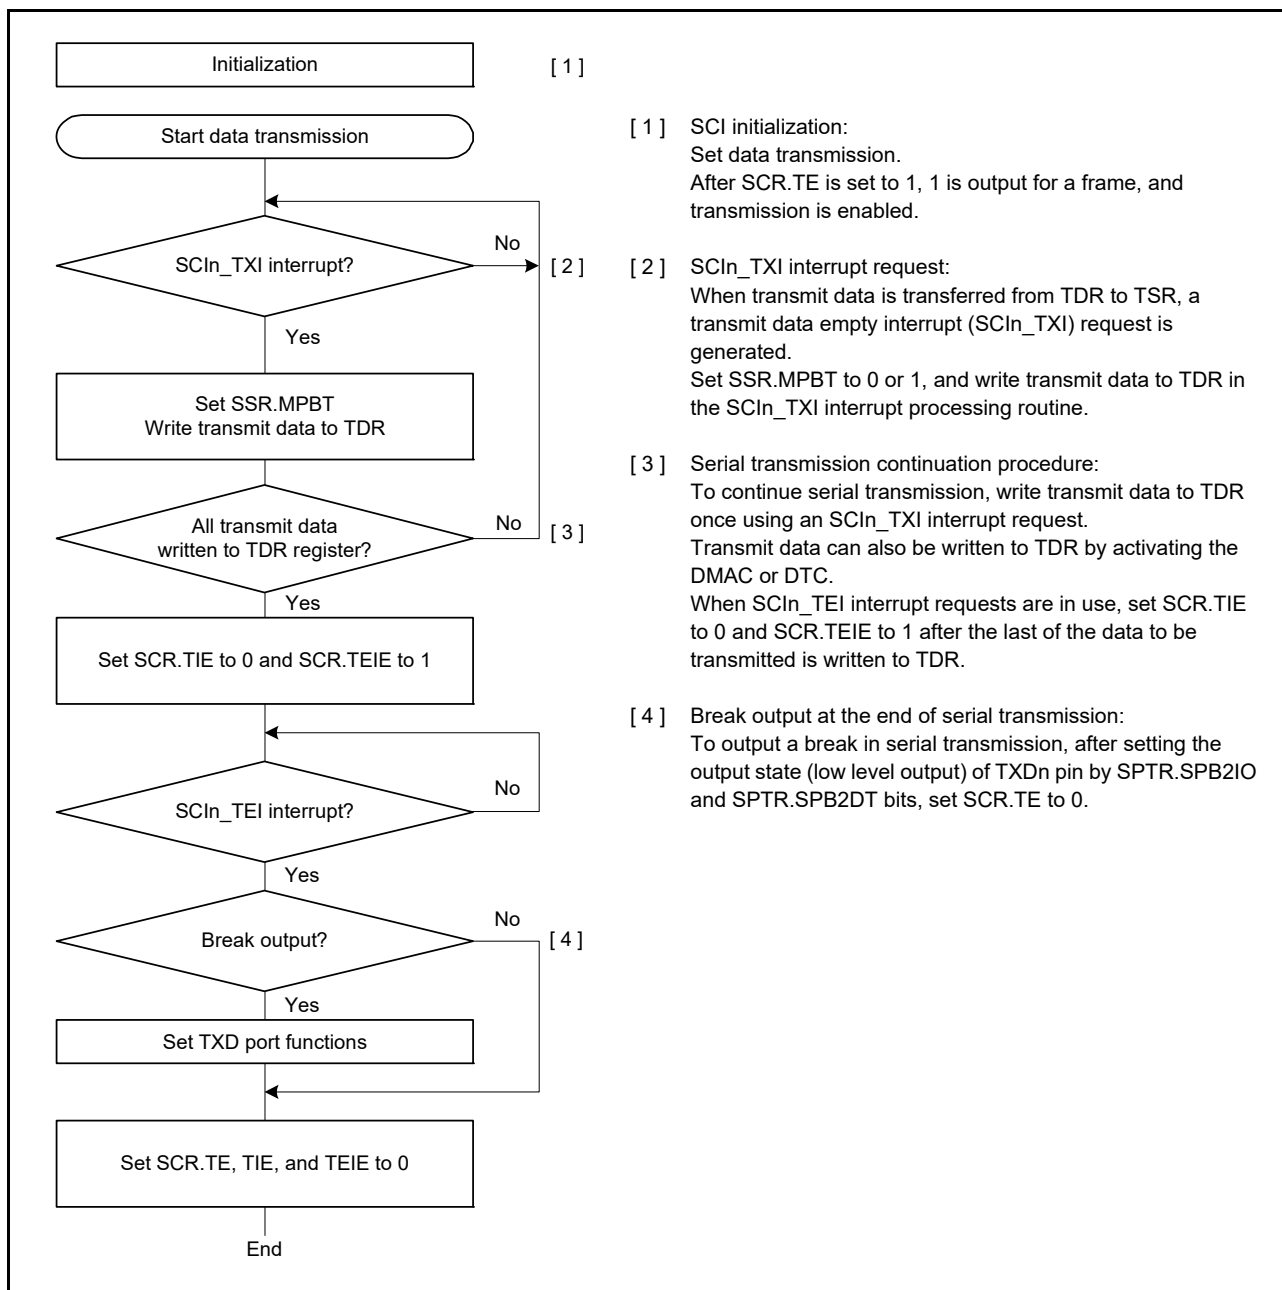 Initialization
[ 1 ]
Start data transmission
SCIn_TXI interrupt?
No
[ 2 ]
Yes
Set SSR.MPBT
Write transmit data to TDR
All transmit data
written to TDR register?
No
[ 3 ]
Yes
Set SCR.TIE to 0 and SCR.TEIE to 1
SCIn_TEI interrupt?
No
Yes
Break output?
No
[ 4 ]
Yes
Set TXD port functions
Set SCR.TE, TIE, and TEIE to 0
End
[ 1 ] SCI initialization:
Set data transmission.
After SCR.TE is set to 1, 1 is output for a frame, and
transmission is enabled.
[ 2 ] SCIn_TXI interrupt request:
When transmit data is transferred from TDR to TSR, a
transmit data empty interrupt (SCIn_TXI) request is
generated.
Set SSR.MPBT to 0 or 1, and write transmit data to TDR in
the SCIn_TXI interrupt processing routine.
[ 3 ] Serial transmission continuation procedure:
To continue serial transmission, write transmit data to TDR
once using an SCIn_TXI interrupt request.
Transmit data can also be written to TDR by activating the
DMAC or DTC.
When SCIn_TEI interrupt requests are in use, set SCR.TIE
to 0 and SCR.TEIE to 1 after the last of the data to be
transmitted is written to TDR.
[ 4 ] Break output at the end of serial transmission:
To output a break in serial transmission, after setting the
output state (low level output) of TXDn pin by SPTR.SPB2IO
and SPTR.SPB2DT bits, set SCR.TE to 0.